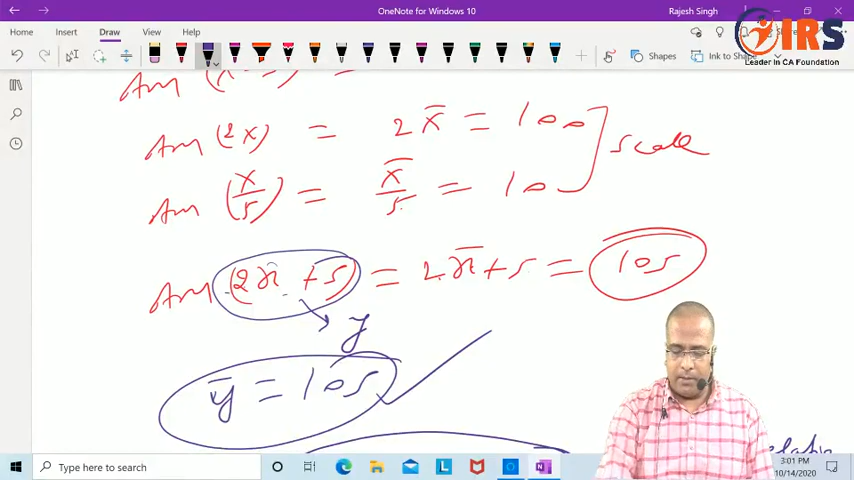 OneNote for Windows 10
Rajesh Singh
IRS
Leader in CA Foundation
Home Insert Draw View Help
Shapes
Ink to Shape
Am (2x) = 2x̄ = 100
Am (x/5) = x̄/5 = 10
Scale
Am (2x + 5) = 2x̄ + 5 = 105
y
ȳ = 105
Type here to search
3:01 PM
10/14/2020